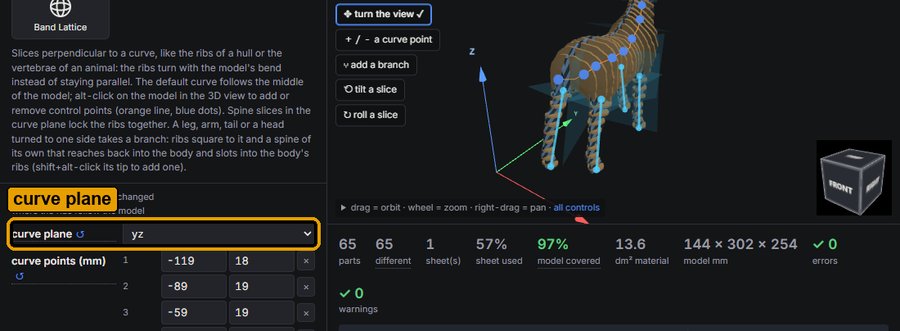 Band Lattice
Slices perpendicular to a curve, like the ribs of a hull or the
vertebrae of an animal: the ribs turn with the model's bend
instead of staying parallel. The default curve follows the middle
of the model; alt-click on the model in the 3D view to add or
remove control points (orange line, blue dots). Spine slices in the
curve plane lock the ribs together. A leg, arm, tail or a head
turned to one side takes a branch: ribs square to it and a spine of
its own that reaches back into the body and slots into the body's
ribs (shift+alt-click its tip to add one).
curve plane
changed
model
curve plane ↺ yz
curve points (mm) ↺
1 -119 18 ×
2 -89 19 ×
3 -59 19 ×
✥ turn the view ✓
+ / - a curve point
add a branch
tilt a slice
roll a slice
Z
Y
FRONT
▶ drag = orbit · wheel = zoom · right-drag = pan · all controls
65 65 1 57% 97% 13.6 144 × 302 × 254 ✓ 0
parts different sheet(s) sheet used model covered dm² material model mm errors
✓ 0
warnings